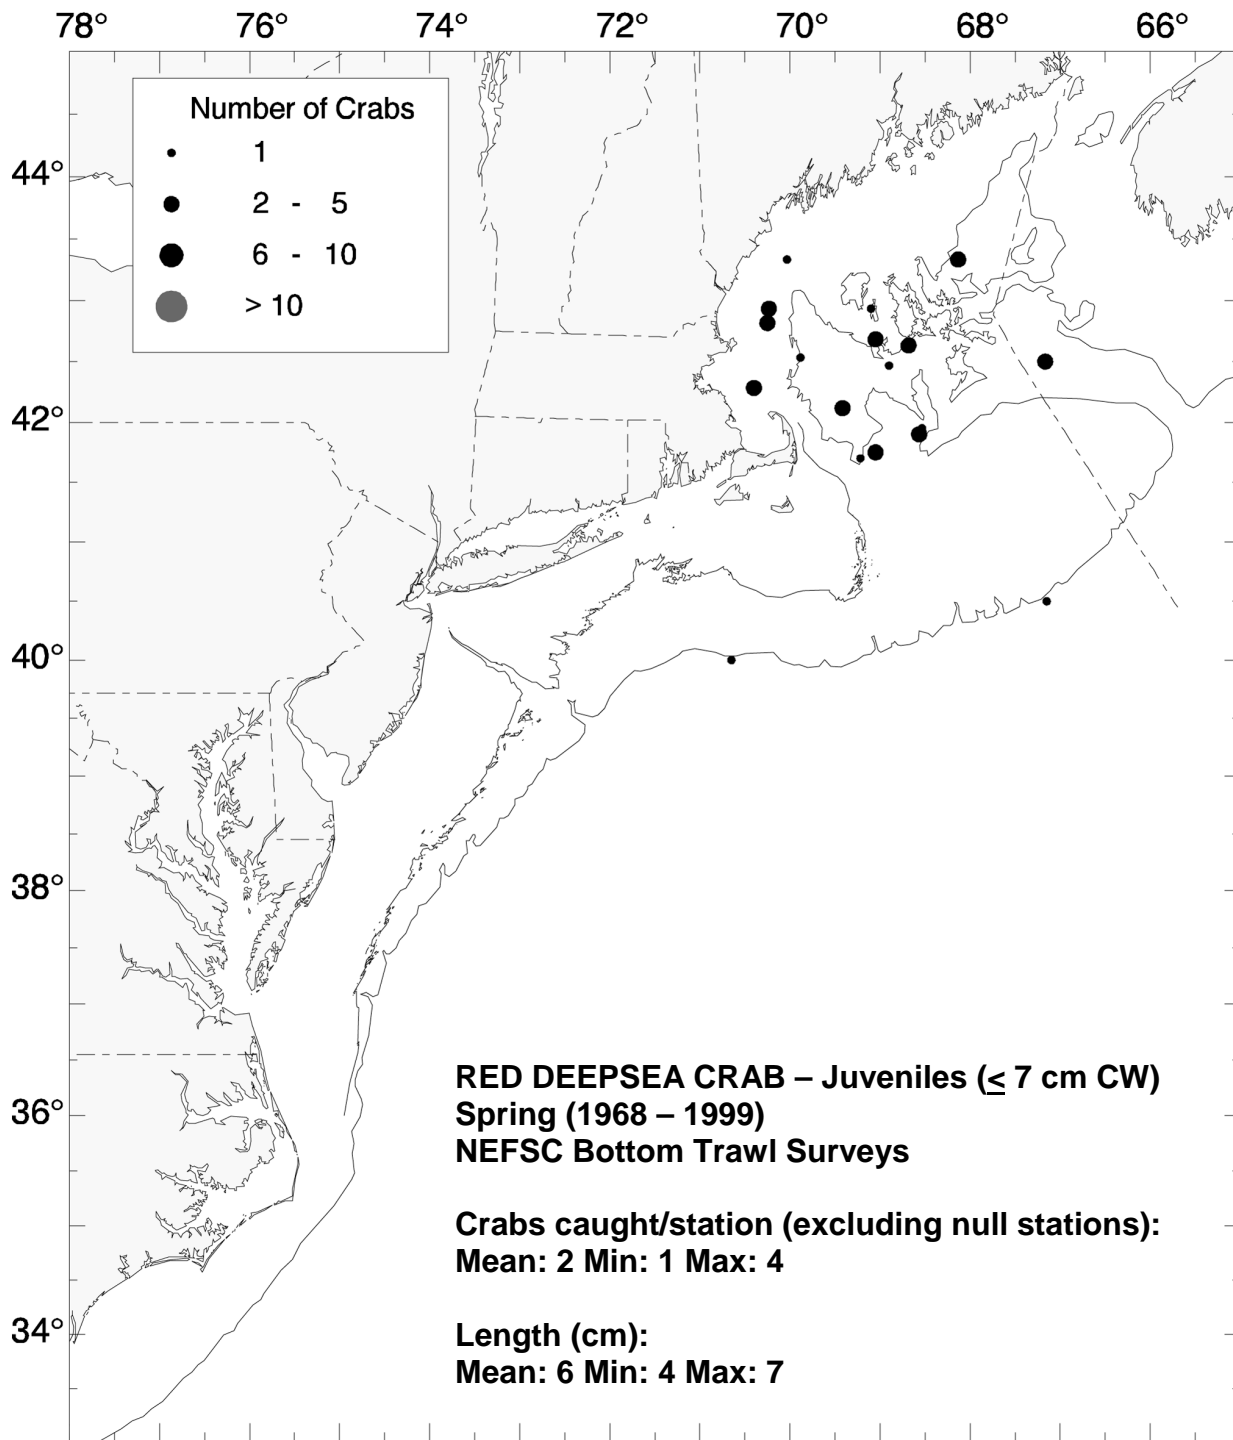 78° 76° 74° 72° 70° 68° 66°
Number of Crabs
1
2 - 5
6 - 10
> 10
44°
42°
40°
38°
36°
34°
RED DEEPSEA CRAB – Juveniles (≤ 7 cm CW)
Spring (1968 – 1999)
NEFSC Bottom Trawl Surveys
Crabs caught/station (excluding null stations):
Mean: 2 Min: 1 Max: 4
Length (cm):
Mean: 6 Min: 4 Max: 7